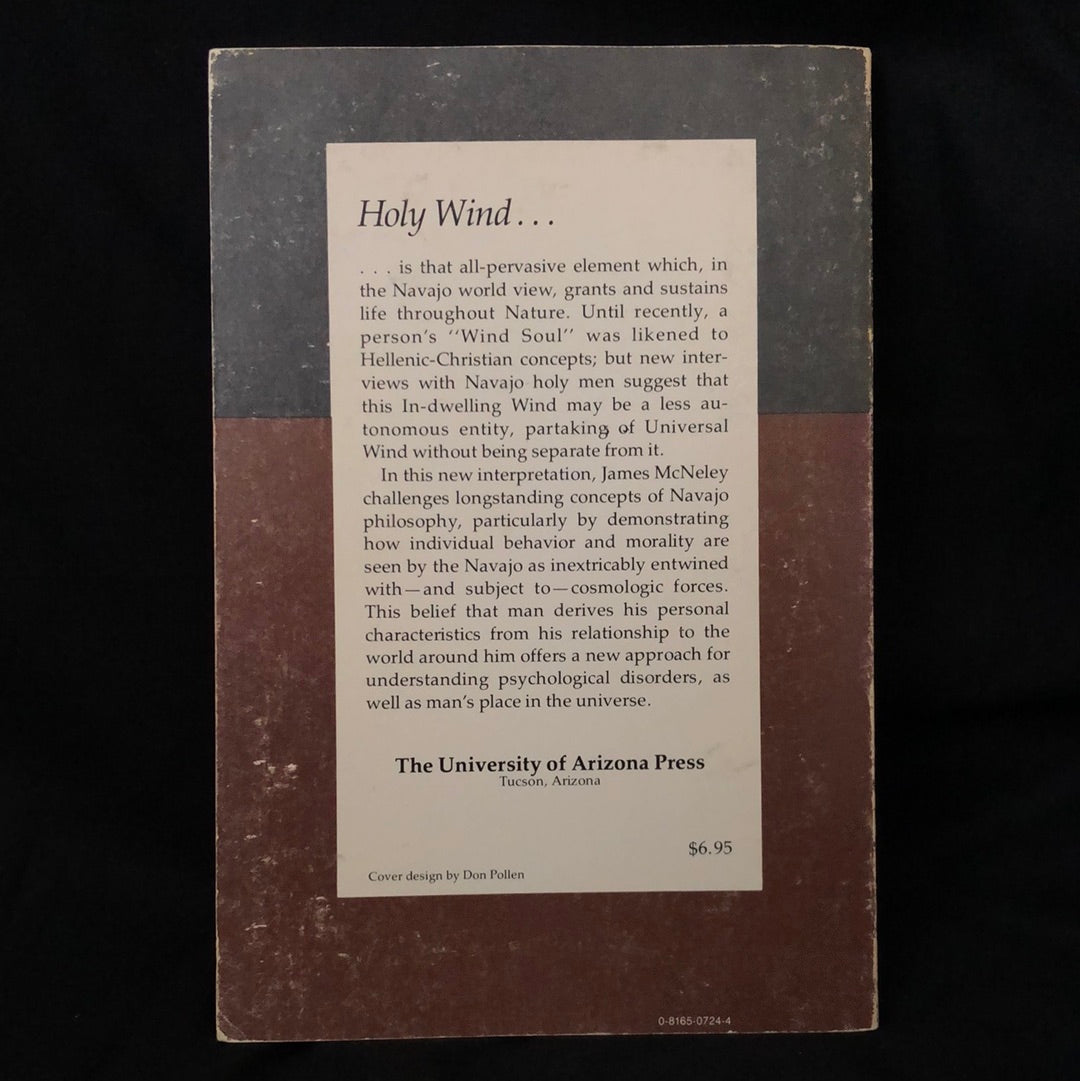 Holy Wind . . .
. . . is that all-pervasive element which, in
the Navajo world view, grants and sustains
life throughout Nature. Until recently, a
person's ‘‘Wind Soul’’ was likened to
Hellenic-Christian concepts; but new inter-
views with Navajo holy men suggest that
this In-dwelling Wind may be a less au-
tonomous entity, partaking of Universal
Wind without being separate from it.
In this new interpretation, James McNeley
challenges longstanding concepts of Navajo
philosophy, particularly by demonstrating
how individual behavior and morality are
seen by the Navajo as inextricably entwined
with—and subject to—cosmologic forces.
This belief that man derives his personal
characteristics from his relationship to the
world around him offers a new approach for
understanding psychological disorders, as
well as man's place in the universe.
The University of Arizona Press
Tucson, Arizona
$6.95
Cover design by Don Pollen
0-8165-0724-4